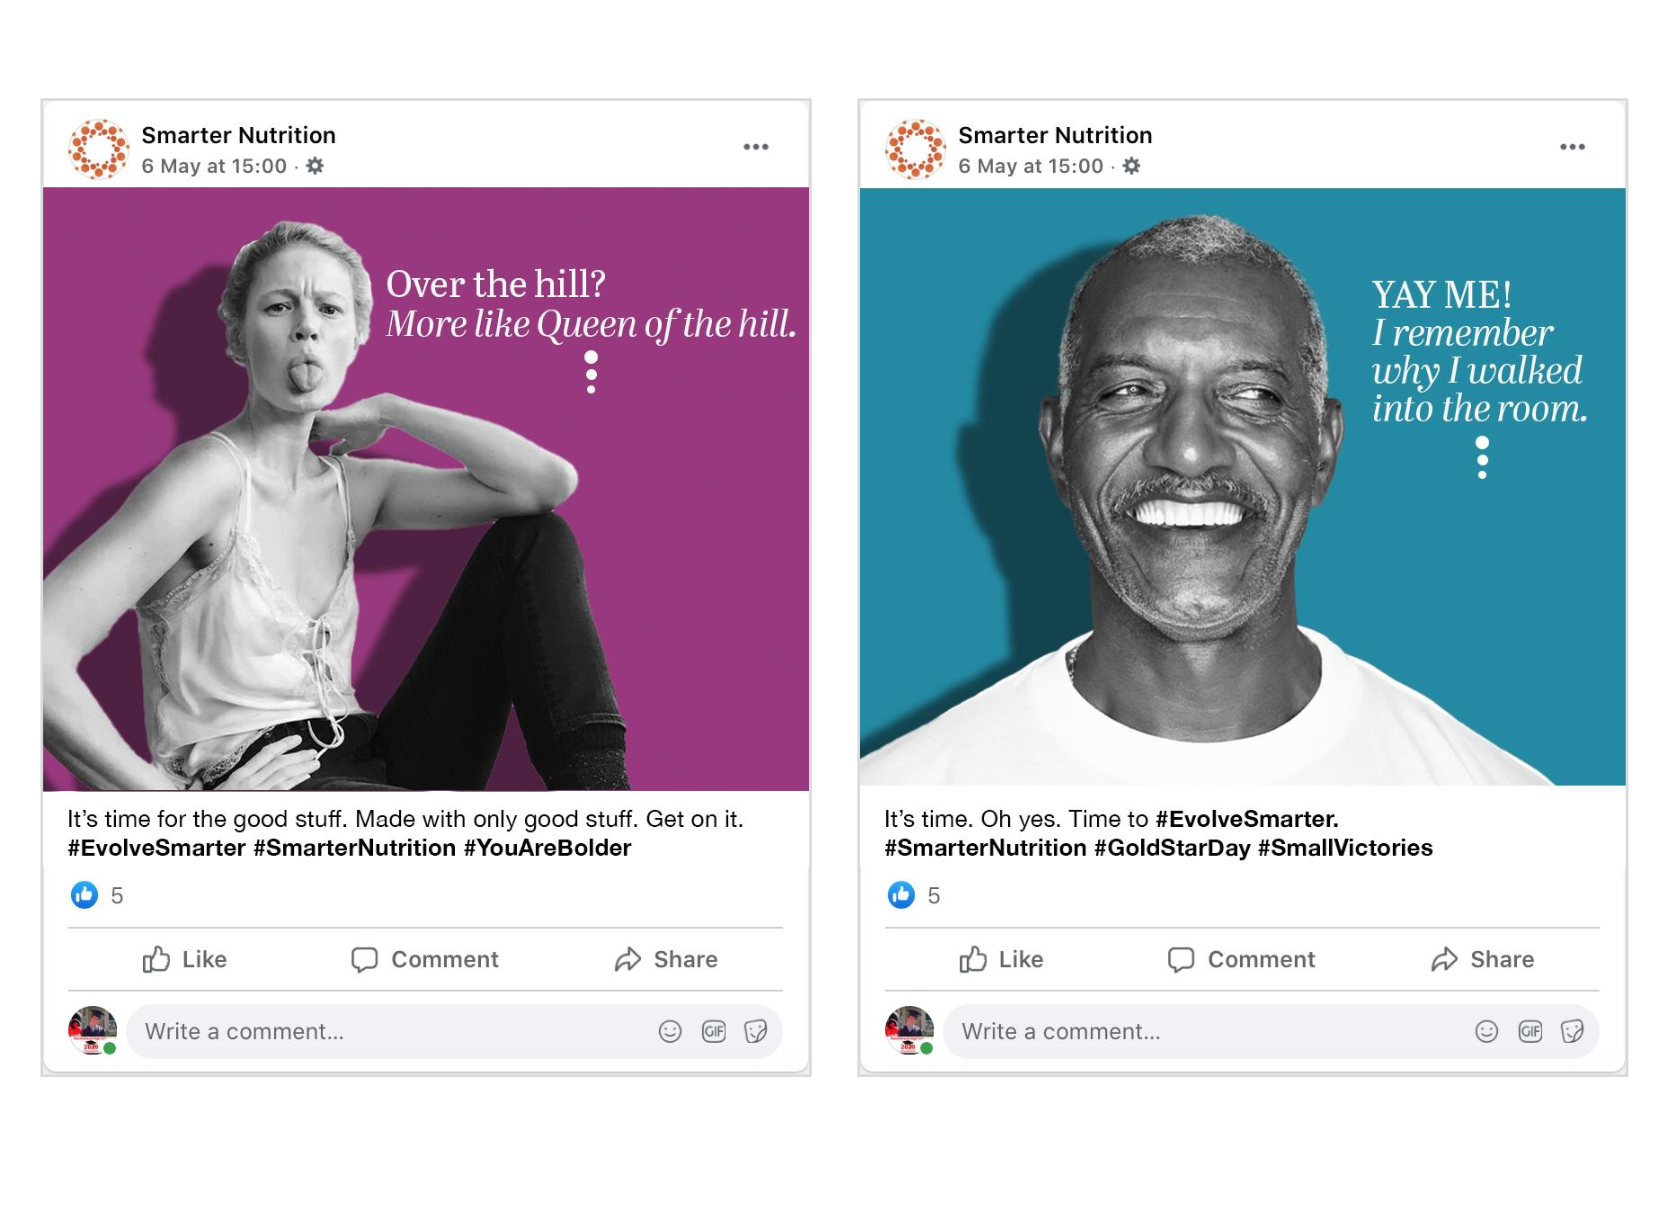 Smarter Nutrition
6 May at 15:00 ·
Over the hill?
More like Queen of the hill.
It’s time for the good stuff. Made with only good stuff. Get on it.
#EvolveSmarter #SmarterNutrition #YouAreBolder
5
Like Comment Share
Write a comment...
GIF
Smarter Nutrition
6 May at 15:00 ·
YAY ME!
I remember
why I walked
into the room.
It’s time. Oh yes. Time to #EvolveSmarter.
#SmarterNutrition #GoldStarDay #SmallVictories
5
Like Comment Share
Write a comment...
GIF